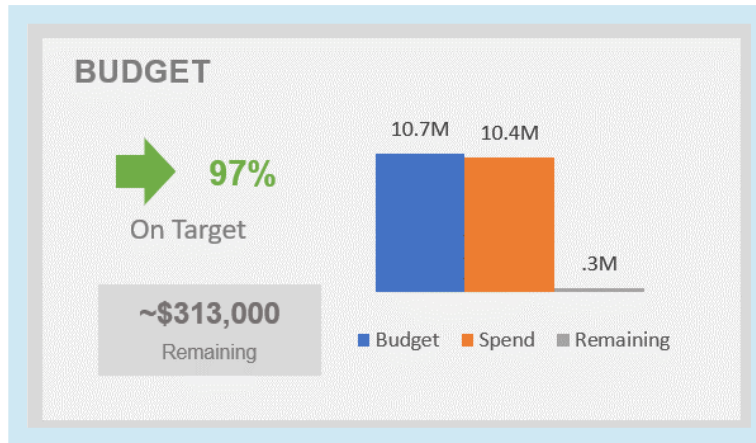 BUDGET
97%
On Target
~$313,000
Remaining
10.7M
10.4M
.3M
Budget
Spend
Remaining